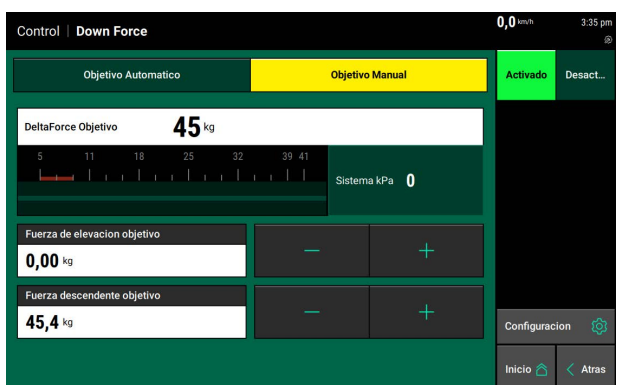 Control | Down Force
0,0 km/h
3:35 pm
Objetivo Automatico
Objetivo Manual
Activado
Desact...
DeltaForce Objetivo 45 kg
5 11 18 25 32 39 41
Sistema kPa 0
Fuerza de elevacion objetivo
0,00 kg
− +
Fuerza descendente objetivo
45,4 kg
− +
Configuracion
Inicio
< Atras